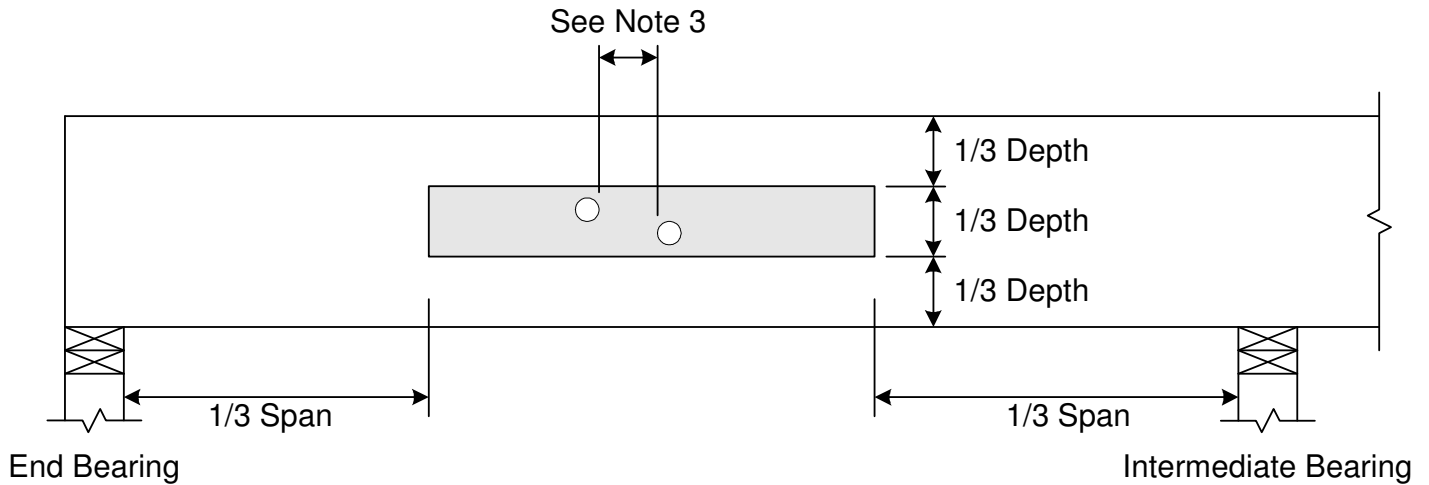 See Note 3
1/3 Depth
1/3 Depth
1/3 Depth
1/3 Span
1/3 Span
End Bearing
Intermediate Bearing